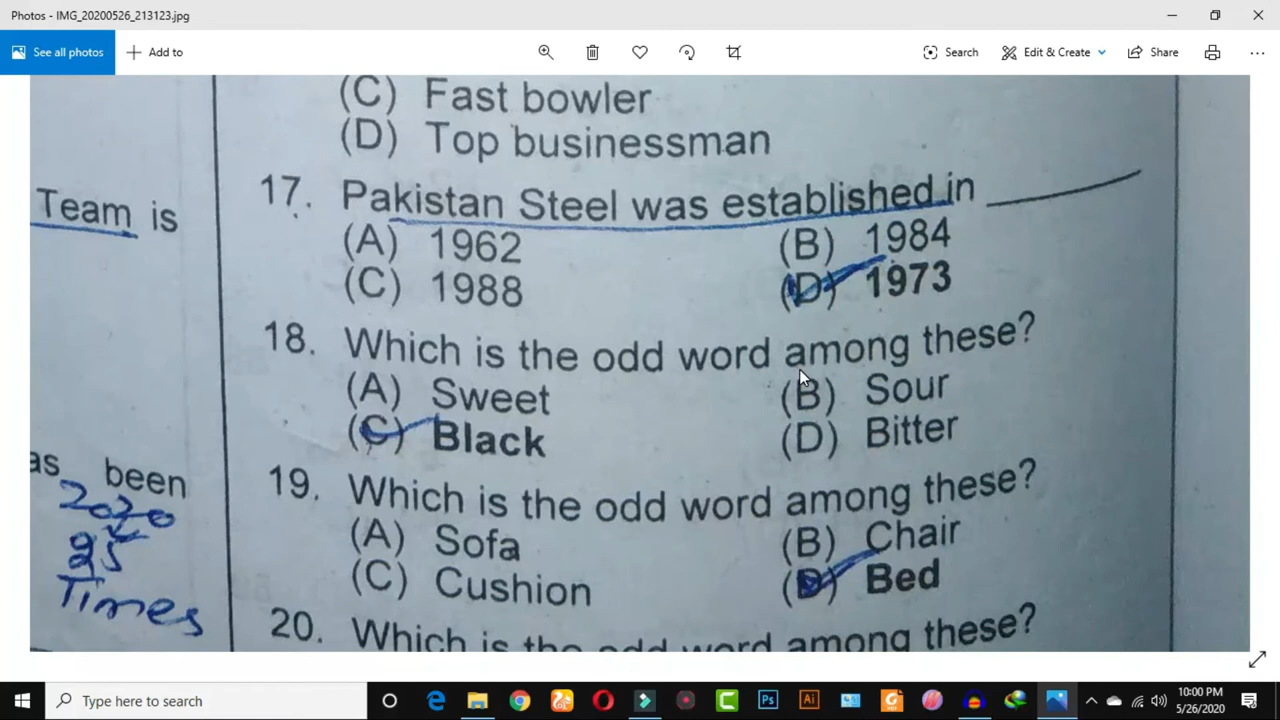 Photos - IMG_20200526_213123.jpg
See all photos
Add to
Search
Edit & Create
Share
(C) Fast bowler
(D) Top businessman
Team is
17. Pakistan Steel was established in
(A) 1962 (B) 1984
(C) 1988 (D) 1973
18. Which is the odd word among these?
(A) Sweet (B) Sour
(C) Black (D) Bitter
as been
2020
25
Times
19. Which is the odd word among these?
(A) Sofa (B) Chair
(C) Cushion (D) Bed
20. Which is the odd word among these?
Type here to search
10:00 PM
5/26/2020